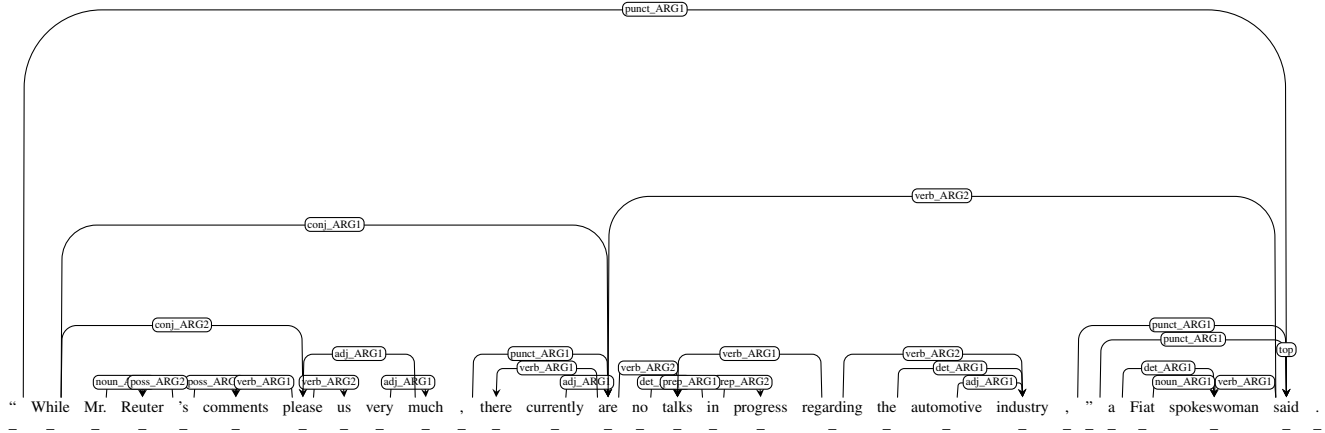 punct_ARG1
verb_ARG2
conj_ARG1
conj_ARG2 punct_ARG1
punct_ARG1
top
adj_ARG1 punct_ARG1 verb_ARG1 verb_ARG2
verb_ARG1 verb_ARG2 det_ARG1 det_ARG1
poss_ARG2 verb_ARG1 verb_ARG2 adj_ARG1 adj_ARG1 prep_ARG1 adj_ARG1 noun_ARG1 verb_ARG1
“ While Mr. Reuter 's comments please us very much , there currently are no talks in progress regarding the automotive industry , ” a Fiat spokeswoman said .